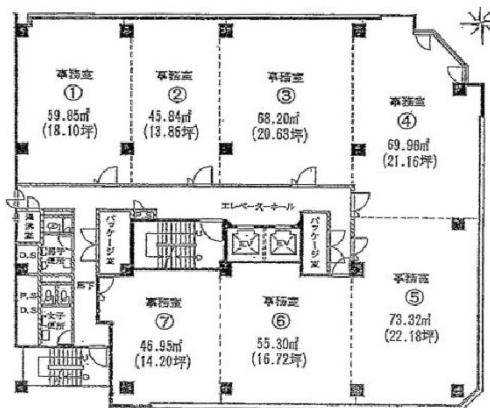 事務室
①
59.85㎡
(18.10坪)
事務室
②
45.84㎡
(13.86坪)
事務室
③
68.20㎡
(20.63坪)
事務室
④
69.96㎡
(21.16坪)
エレベーターホール
P.S
湯沸室
パッケージ室
パッケージ室
EV
EV
D.S
男子便所
廊下
P.S
D.S
女子便所
事務室
⑤
73.32㎡
(22.18坪)
事務室
⑥
55.30㎡
(16.72坪)
事務室
⑦
46.95㎡
(14.20坪)